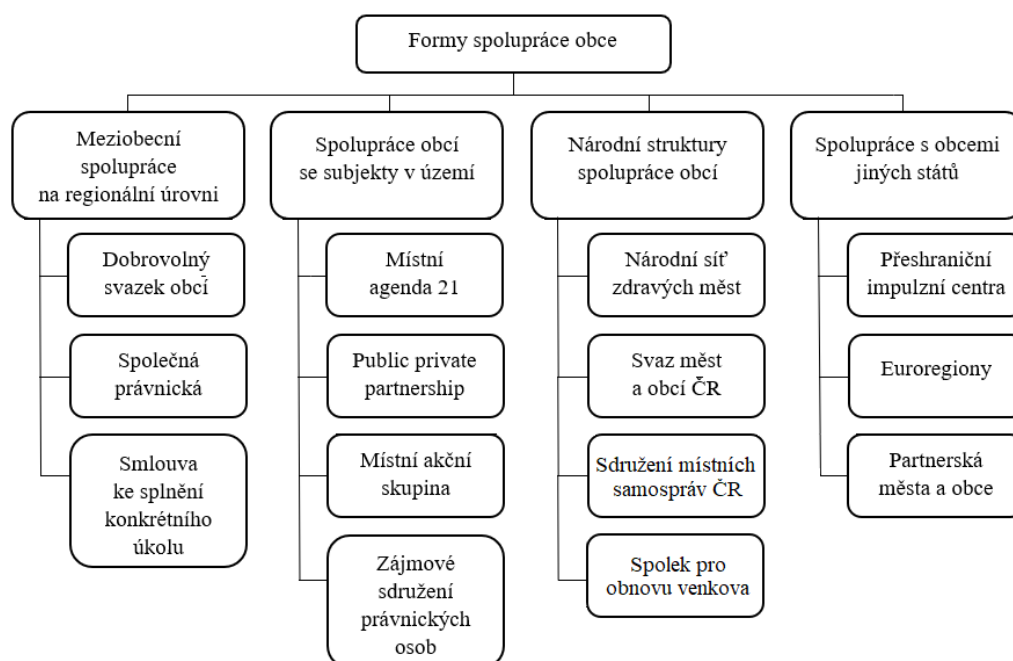 Formy spolupráce obce
Meziobecní
spolupráce
na regionální úrovni
Dobrovolný
svazek obcí
Společná
právnická
Smlouva
ke splnění
konkrétního
úkolu
Spolupráce obcí
se subjekty v území
Místní
agenda 21
Public private
partnership
Místní akční
skupina
Zájmové
sdružení
právnických
osob
Národní struktury
spolupráce obcí
Národní síť
zdravých měst
Svaz měst
a obcí ČR
Sdružení místních
samospráv ČR
Spolek pro
obnovu venkova
Spolupráce s obcemi
jiných států
Přeshraniční
impulzní centra
Euroregiony
Partnerská
města a obce